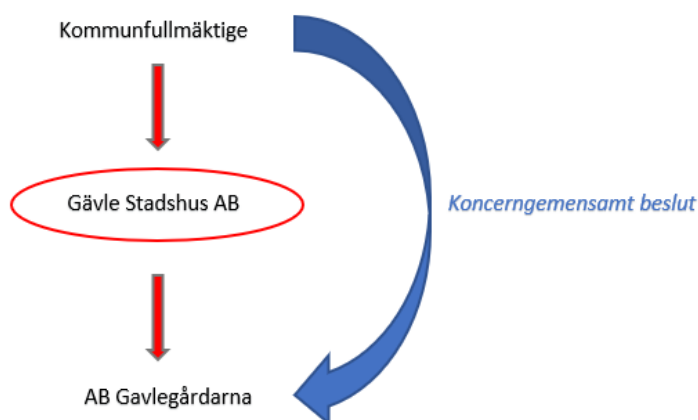 Kommunfullmäktige
Gävle Stadshus AB
Koncerngemensamt beslut
AB Gavlegårdarna